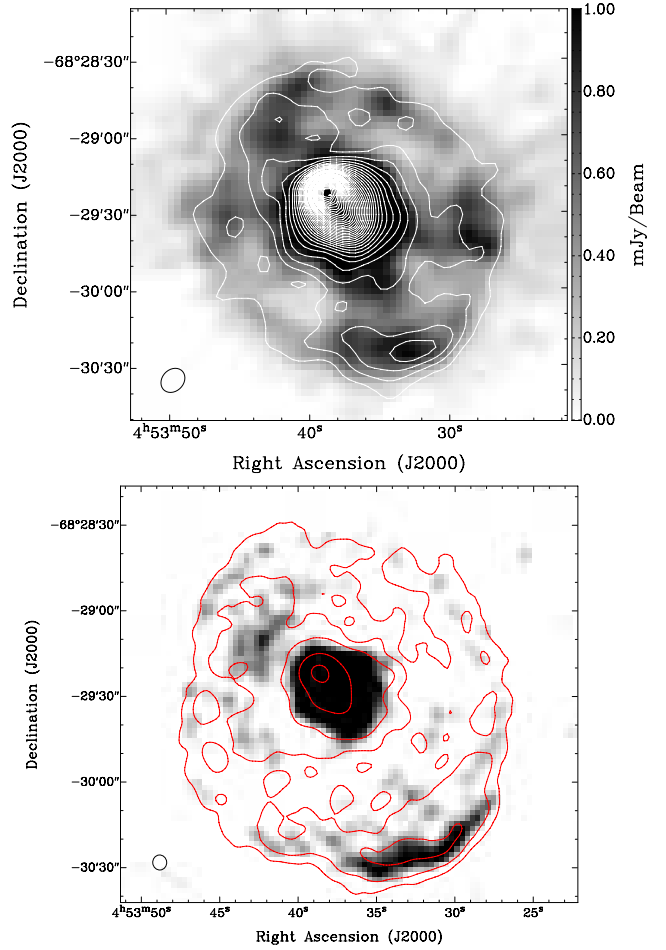 1.00
−68°28′30″
0.80
−29′00″
0.60
Declination (J2000)
−29′30″
mJy/Beam
0.40
−30′00″
0.20
−30′30″
0.00
4ʰ53ᵐ50ˢ 40ˢ 30ˢ
Right Ascension (J2000)
−68°28′30″
−29′00″
Declination (J2000)
−29′30″
−30′00″
−30′30″
4ʰ53ᵐ50ˢ 45ˢ 40ˢ 35ˢ 30ˢ 25ˢ
Right Ascension (J2000)